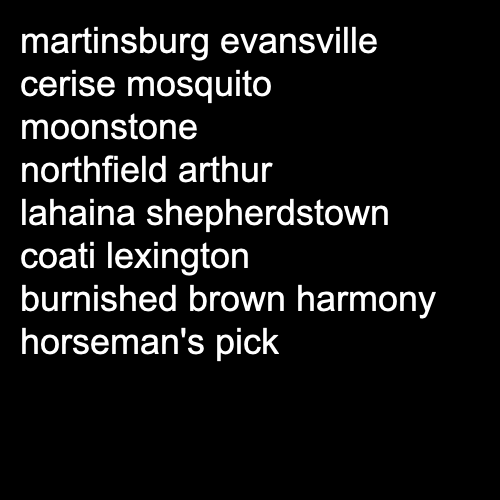 martinsburg evansville
cerise mosquito
moonstone
northfield arthur
lahaina shepherdstown
coati lexington
burnished brown harmony
horseman's pick